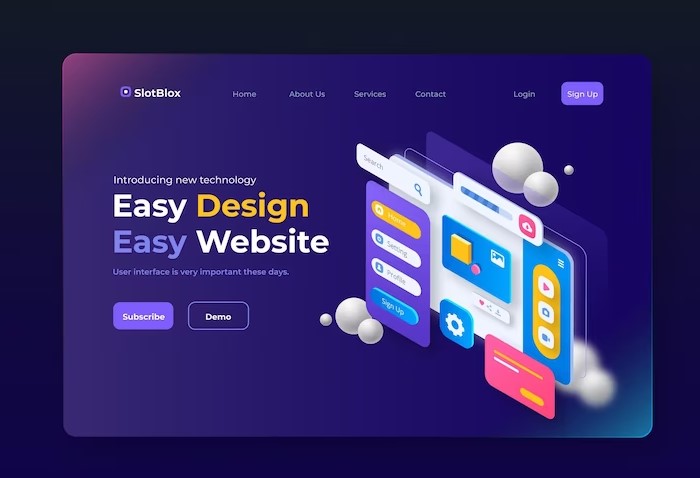 SlotBlox
Home About Us Services Contact Login Sign Up
Introducing new technology
Easy Design
Easy Website
User interface is very important these days.
Subscribe Demo
Search
Home
Setting
Profile
Sign Up